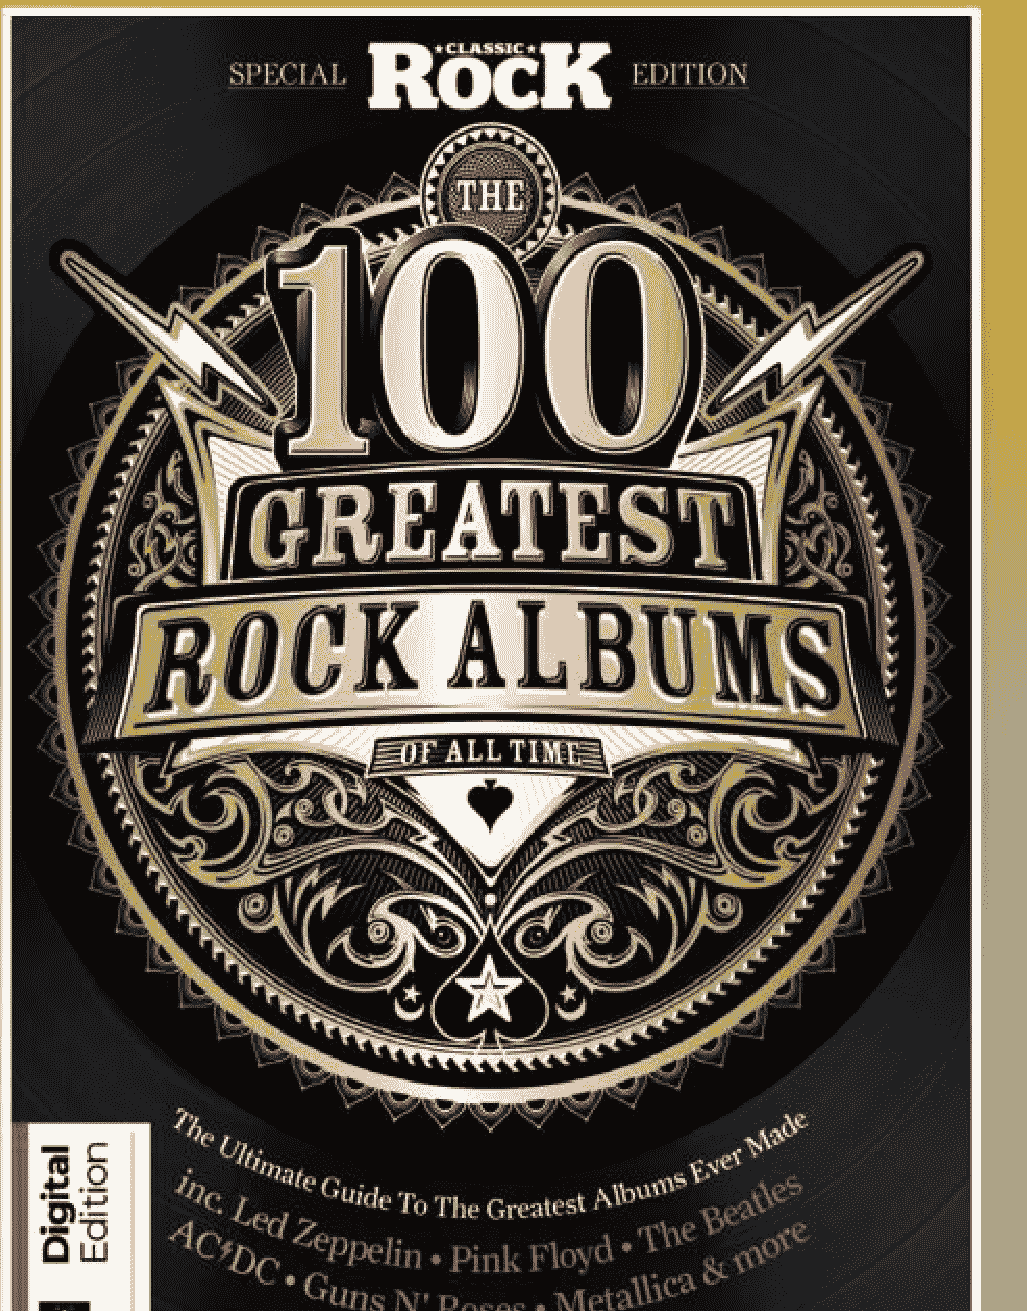 SPECIAL CLASSIC ROCK EDITION
THE
100
GREATEST
ROCK ALBUMS
OF ALL TIME
The Ultimate Guide To The Greatest Albums Ever Made
inc. Led Zeppelin • Pink Floyd • The Beatles
AC⚡DC • Guns N' Roses • Metallica & more
Digital
Edition